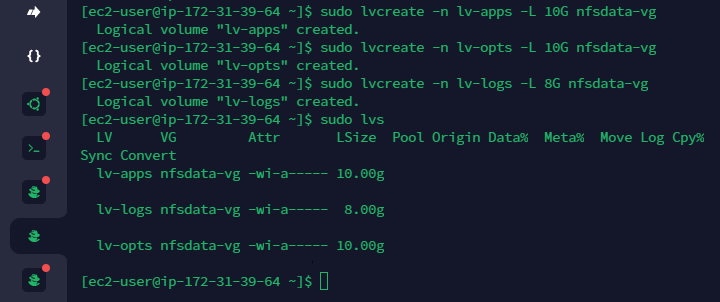 [ec2-user@ip-172-31-39-64 ~]$ sudo lvcreate -n lv-apps -L 10G nfsdata-vg
  Logical volume "lv-apps" created.
[ec2-user@ip-172-31-39-64 ~]$ sudo lvcreate -n lv-opts -L 10G nfsdata-vg
  Logical volume "lv-opts" created.
[ec2-user@ip-172-31-39-64 ~]$ sudo lvcreate -n lv-logs -L 8G nfsdata-vg
  Logical volume "lv-logs" created.
[ec2-user@ip-172-31-39-64 ~]$ sudo lvs
  LV      VG         Attr       LSize  Pool Origin Data%  Meta%  Move Log Cpy%
Sync Convert
  lv-apps nfsdata-vg -wi-a----- 10.00g
  lv-logs nfsdata-vg -wi-a-----  8.00g
  lv-opts nfsdata-vg -wi-a----- 10.00g
[ec2-user@ip-172-31-39-64 ~]$